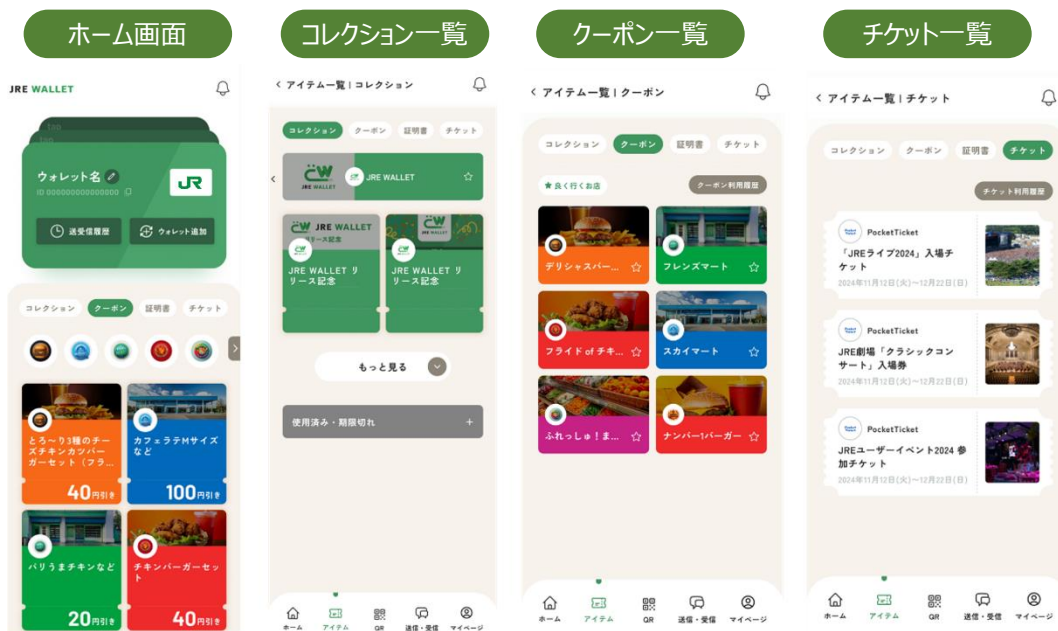 ホーム画面
JRE WALLET
ウォレット名
ID 000000000000000
JR
送受信履歴
ウォレット追加
コレクション
クーポン
証明書
チケット
とろ〜り3種のチー
ズチキンカツバー
ガーセット（フラ...
40円引き
カフェラテMサイズ
など
100円引き
バリうまチキンなど
20円引き
チキンバーガーセッ
ト
40円引き
コレクション一覧
< アイテム一覧 | コレクション
コレクション
クーポン
証明書
チケット
CW
JRE WALLET
JRE WALLET
CW JRE WALLET
リース記念
JRE WALLET リ
リース記念
CW
JRE WALLET リ
リース記念
もっと見る
使用済み・期限切れ
ホーム
アイテム
QR
送信・受信
マイページ
クーポン一覧
< アイテム一覧 | クーポン
コレクション
クーポン
証明書
チケット
★良く行くお店
クーポン利用履歴
デリシャスバー...
フレンズマート
フライド of チキ...
スカイマート
ふれっしゅ！ま...
ナンバー1バーガー
ホーム
アイテム
QR
送信・受信
マイページ
チケット一覧
< アイテム一覧 | チケット
コレクション
クーポン
証明書
チケット
チケット利用履歴
PocketTicket
「JREライブ2024」入場チ
ケット
2024年11月12日(火)〜12月22日(日)
PocketTicket
JRE劇場「クラシックコン
サート」入場券
2024年11月12日(火)〜12月22日(日)
PocketTicket
JREユーザーイベント2024 参
加チケット
2024年11月12日(火)〜12月22日(日)
ホーム
アイテム
QR
送信・受信
マイページ